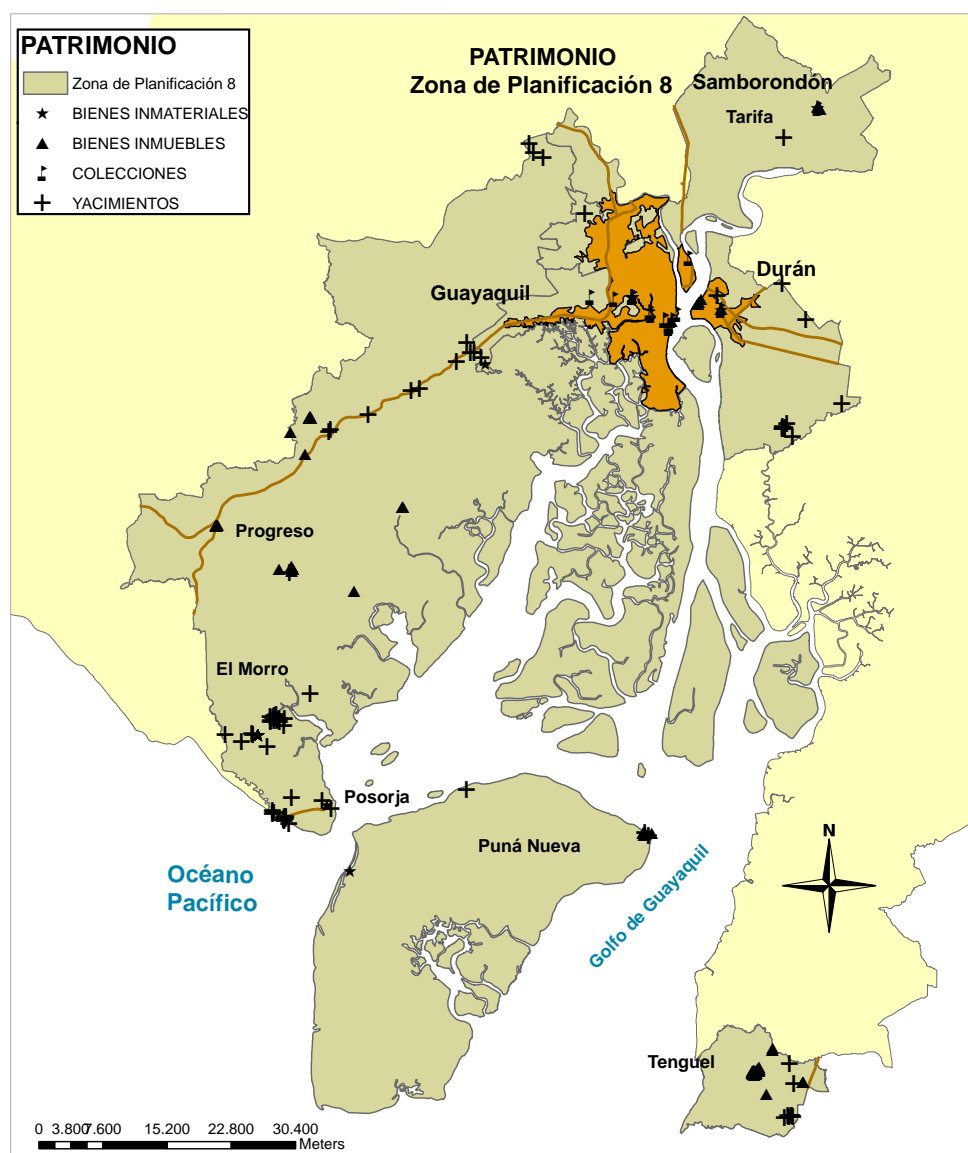 PATRIMONIO
Zona de Planificación 8
BIENES INMATERIALES
BIENES INMUEBLES
COLECCIONES
YACIMIENTOS
PATRIMONIO
Zona de Planificación 8
Samborondón
Tarifa
Durán
Guayaquil
Progreso
El Morro
Posorja
Puná Nueva
Océano
Pacífico
Golfo de Guayaquil
N
Tenguel
0 3.800 7.600 15.200 22.800 30.400
Meters